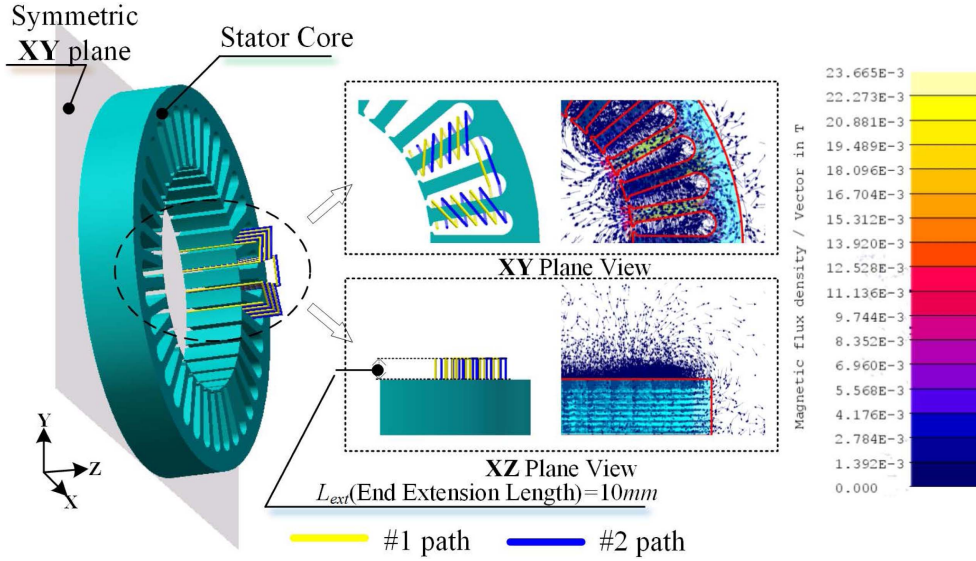 Symmetric
XY plane
Stator Core
XY Plane View
XZ Plane View
L_ext(End Extension Length)=10mm
#1 path
#2 path
Y
Z
X
Magnetic flux density / Vector in T
23.665E-3
22.273E-3
20.881E-3
19.489E-3
18.096E-3
16.704E-3
15.312E-3
13.920E-3
12.528E-3
11.136E-3
9.744E-3
8.352E-3
6.960E-3
5.568E-3
4.176E-3
2.784E-3
1.392E-3
0.000